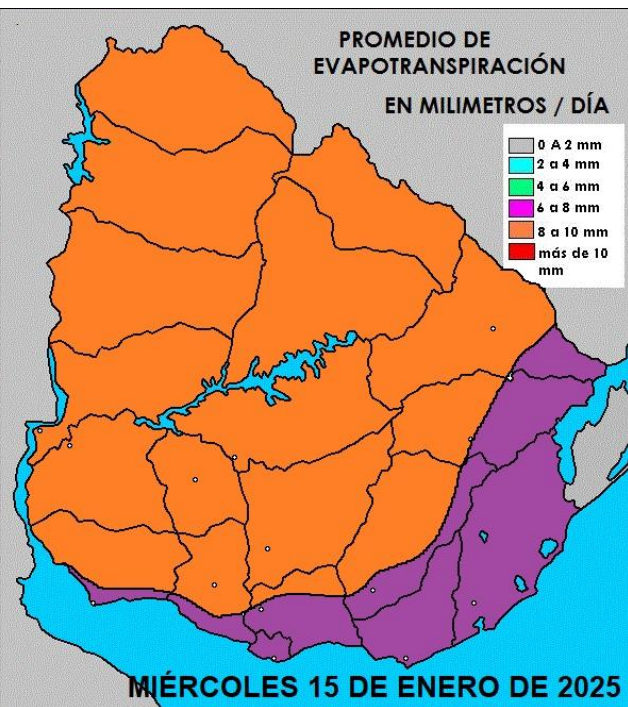 PROMEDIO DE
EVAPOTRANSPIRACIÓN
EN MILIMETROS / DÍA
0 A 2 mm
2 a 4 mm
4 a 6 mm
6 a 8 mm
8 a 10 mm
más de 10
mm
MIÉRCOLES 15 DE ENERO DE 2025